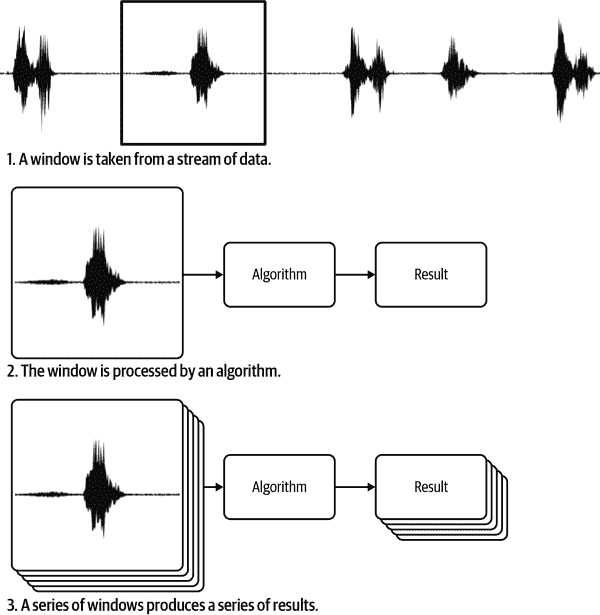 1. A window is taken from a stream of data.
Algorithm
Result
2. The window is processed by an algorithm.
Algorithm
Result
3. A series of windows produces a series of results.